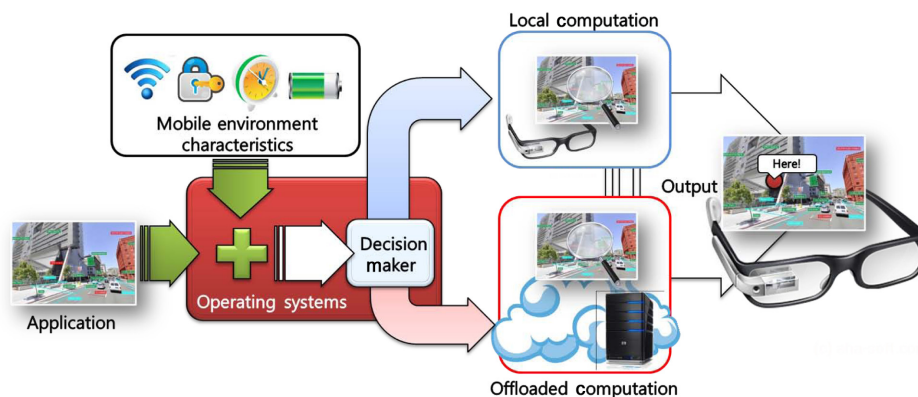 Local computation
Mobile environment
characteristics
Here!
Output
Decision
maker
Operating systems
Application
Offloaded computation